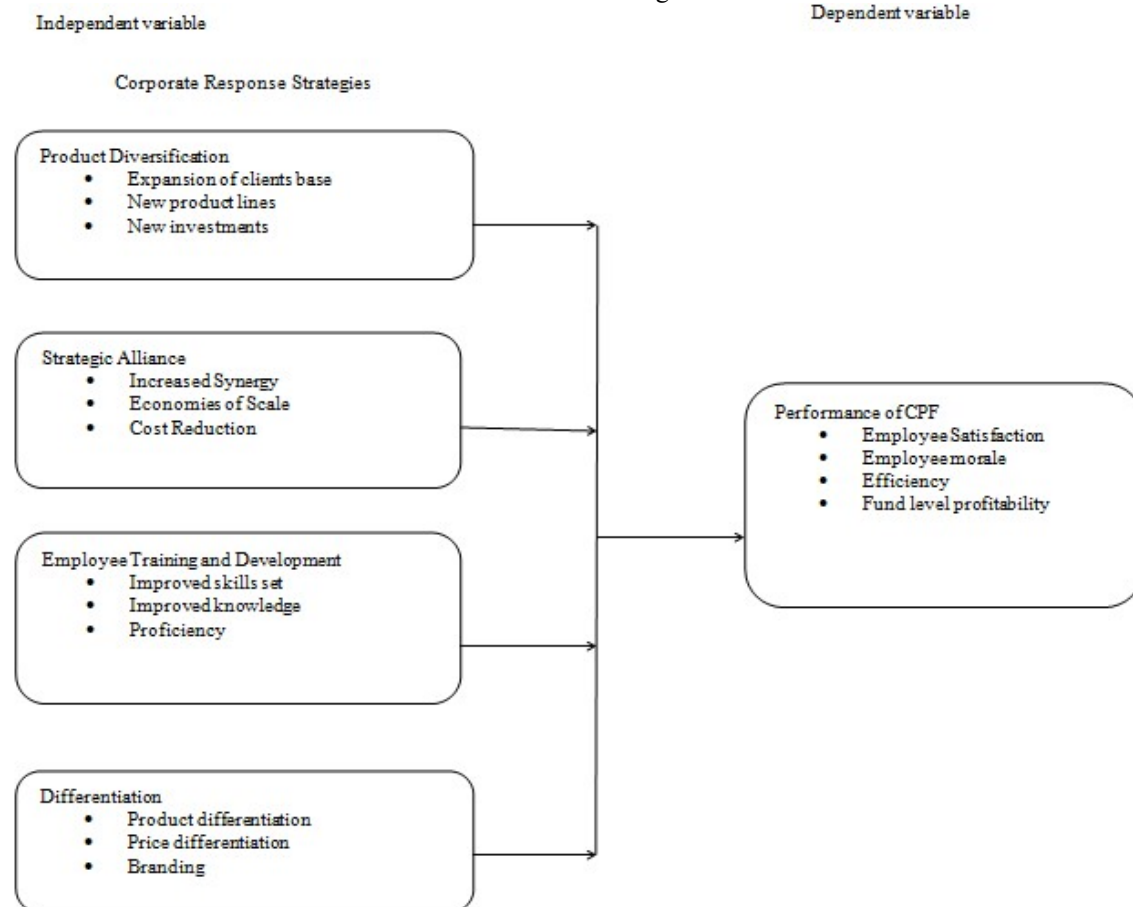 Independent variable
Dependent variable
Corporate Response Strategies
Product Diversification
• Expansion of clients base
• New product lines
• New investments
Strategic Alliance
• Increased Synergy
• Economies of Scale
• Cost Reduction
Employee Training and Development
• Improved skills set
• Improved knowledge
• Proficiency
Differentiation
• Product differentiation
• Price differentiation
• Branding
Performance of CPF
• Employee Satisfaction
• Employee morale
• Efficiency
• Fund level profitability